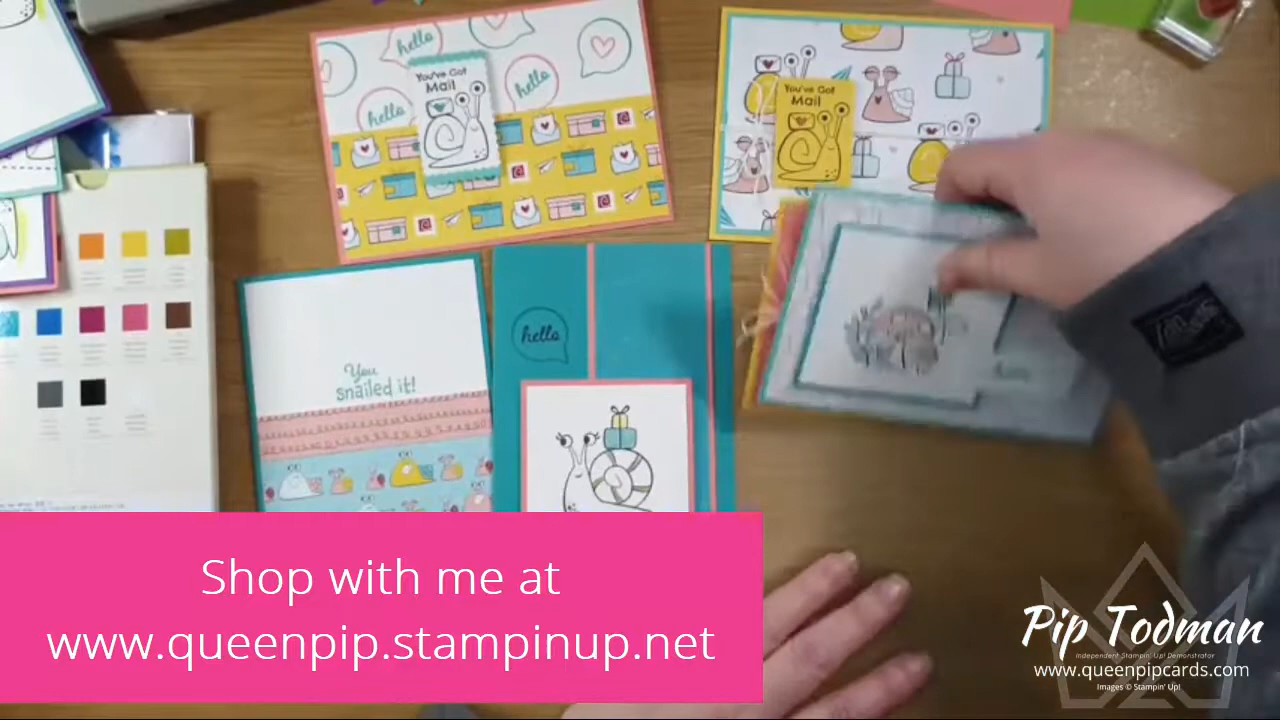 hello
You've Got
Mail
hello
hello
You've Got
Mail
hello
You
snailed it!
Shop with me at
www.queenpip.stampinup.net
Pip Todman
Independent Stampin' Up! Demonstrator
www.queenpipcards.com
Images © Stampin' Up!